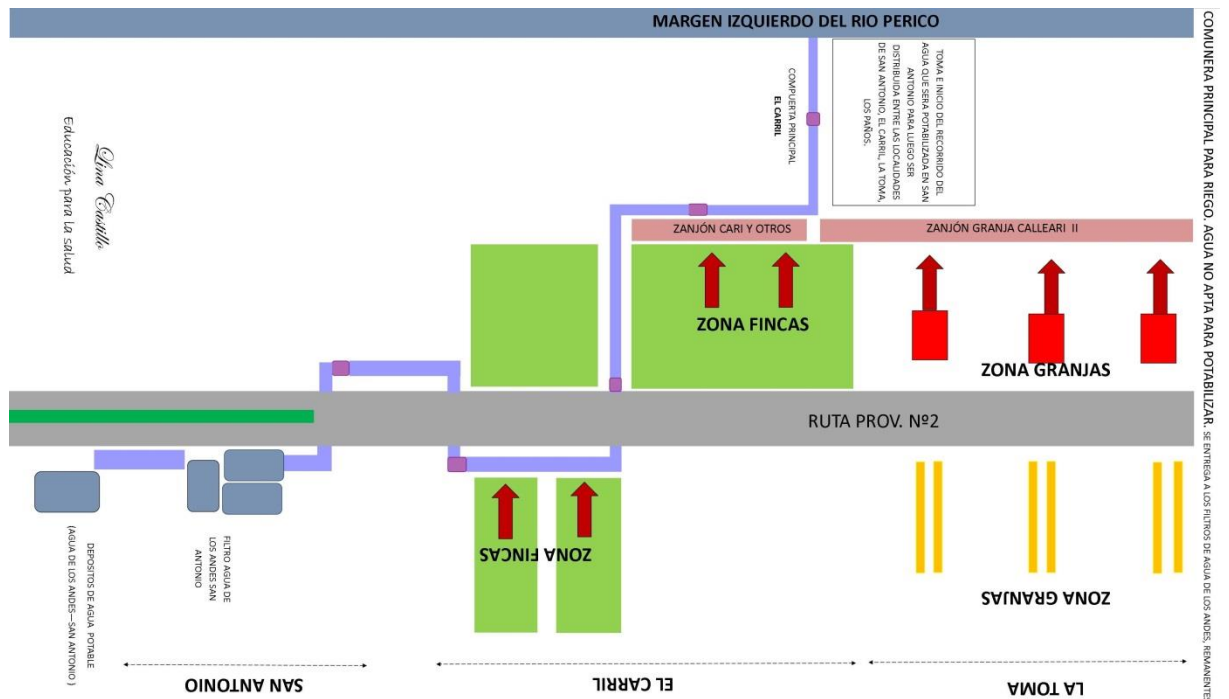 MARGEN IZQUIERDO DEL RIO PERICO
COMUNERA PRINCIPAL PARA RIEGO. AGUA NO APTA PARA POTABILIZAR. SE ENTREGA A LOS FILTROS DE AGUA DE LOS ANDES, REMANENTES
TOMA E INICIO DEL RECORRIDO DEL
AGUA QUE SERA POTABILIZADA EN SAN
ANTONIO PARA LUEGO SER
DISTRIBUIDA ENTRE LAS LOCALIDADES
DE SAN ANTONIO, EL CARRIL, LA TOMA,
LOS PAÑOS.
COMPUERTA PRINCIPAL
EL CARRIL
Lina Castillo
Educación para la salud
ZANJÓN CARI Y OTROS
ZANJÓN GRANJA CALLEARI II
ZONA FINCAS
ZONA GRANJAS
RUTA PROV. Nº2
ZONA FINCAS
ZONA GRANJAS
FILTRO AGUA DE
LOS ANDES SAN
ANTONIO
DEPOSITOS DE AGUA POTABLE
(AGUA DE LOS ANDES—SAN ANTONIO )
SAN ANTONIO
EL CARRIL
LA TOMA